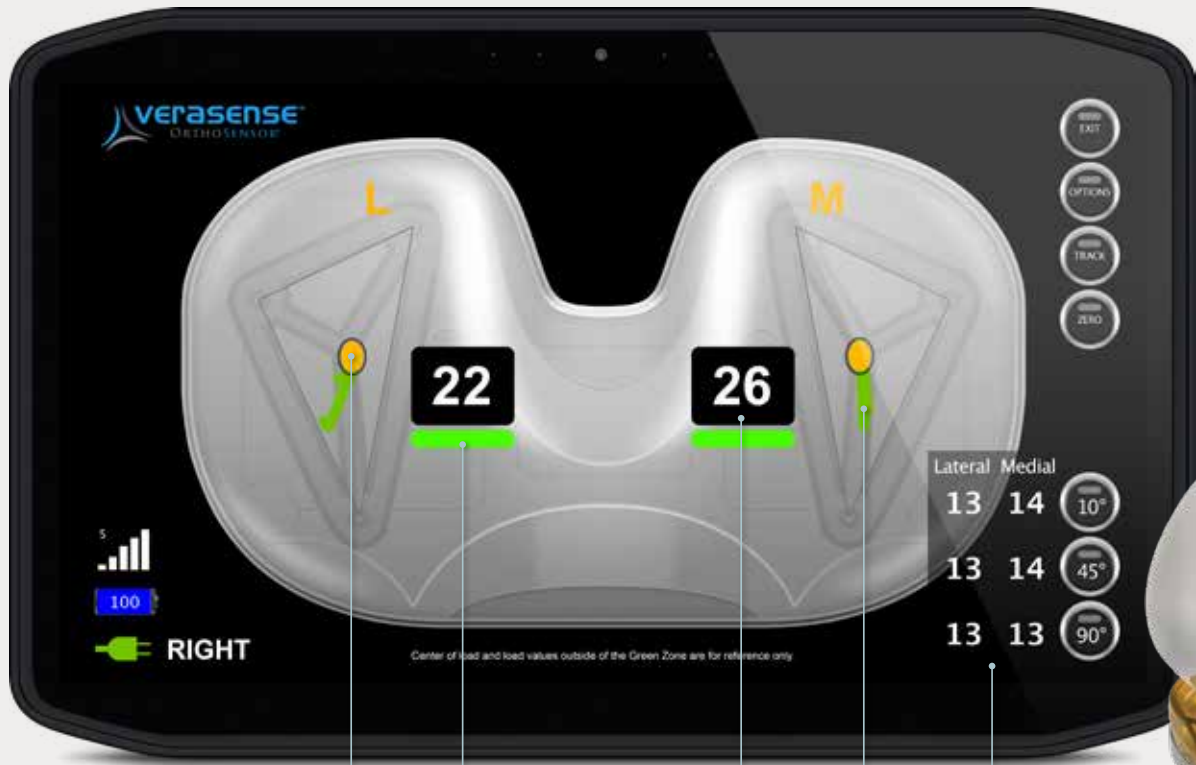 VERASENSE™
ORTHOSENSOR®
EXIT
OPTIONS
TRACK
ZERO
L
M
22
26
Lateral Medial
13 14 10°
13 14 45°
13 13 90°
S
100
RIGHT
Center of load and load values outside of the Green Zone are for reference only.